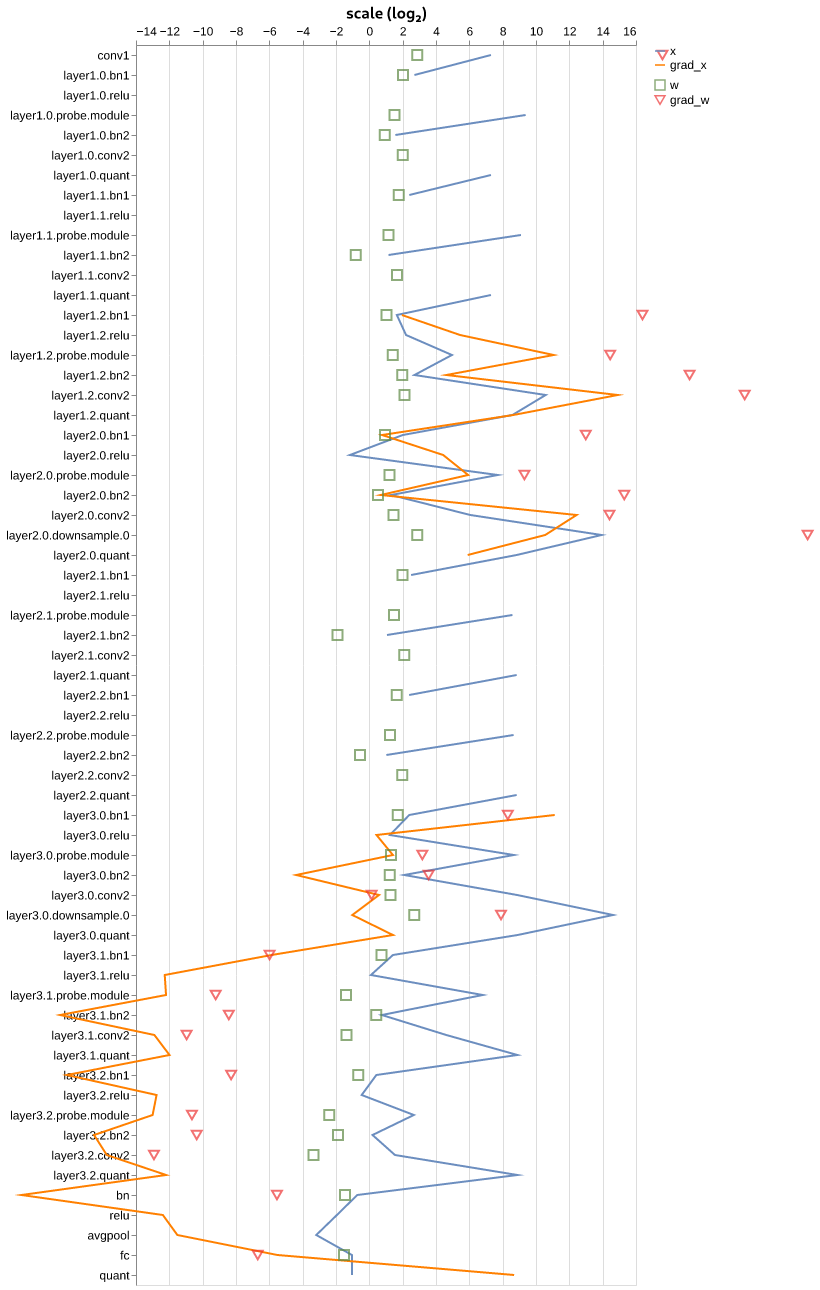 scale (log₂)
−14 −12 −10 −8 −6 −4 −2 0 2 4 6 8 10 12 14 16
x
grad_x
w
grad_w
conv1
layer1.0.bn1
layer1.0.relu
layer1.0.probe.module
layer1.0.bn2
layer1.0.conv2
layer1.0.quant
layer1.1.bn1
layer1.1.relu
layer1.1.probe.module
layer1.1.bn2
layer1.1.conv2
layer1.1.quant
layer1.2.bn1
layer1.2.relu
layer1.2.probe.module
layer1.2.bn2
layer1.2.conv2
layer1.2.quant
layer2.0.bn1
layer2.0.relu
layer2.0.probe.module
layer2.0.bn2
layer2.0.conv2
layer2.0.downsample.0
layer2.0.quant
layer2.1.bn1
layer2.1.relu
layer2.1.probe.module
layer2.1.bn2
layer2.1.conv2
layer2.1.quant
layer2.2.bn1
layer2.2.relu
layer2.2.probe.module
layer2.2.bn2
layer2.2.conv2
layer2.2.quant
layer3.0.bn1
layer3.0.relu
layer3.0.probe.module
layer3.0.bn2
layer3.0.conv2
layer3.0.downsample.0
layer3.0.quant
layer3.1.bn1
layer3.1.relu
layer3.1.probe.module
layer3.1.bn2
layer3.1.conv2
layer3.1.quant
layer3.2.bn1
layer3.2.relu
layer3.2.probe.module
layer3.2.bn2
layer3.2.conv2
layer3.2.quant
bn
relu
avgpool
fc
quant